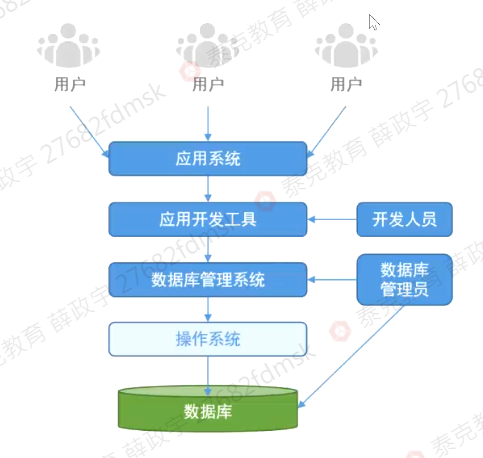 用户 用户 用户
应用系统
应用开发工具 开发人员
数据库管理系统 数据库
管理员
操作系统
数据库
泰克教育 薛政宇 27682fdmsk